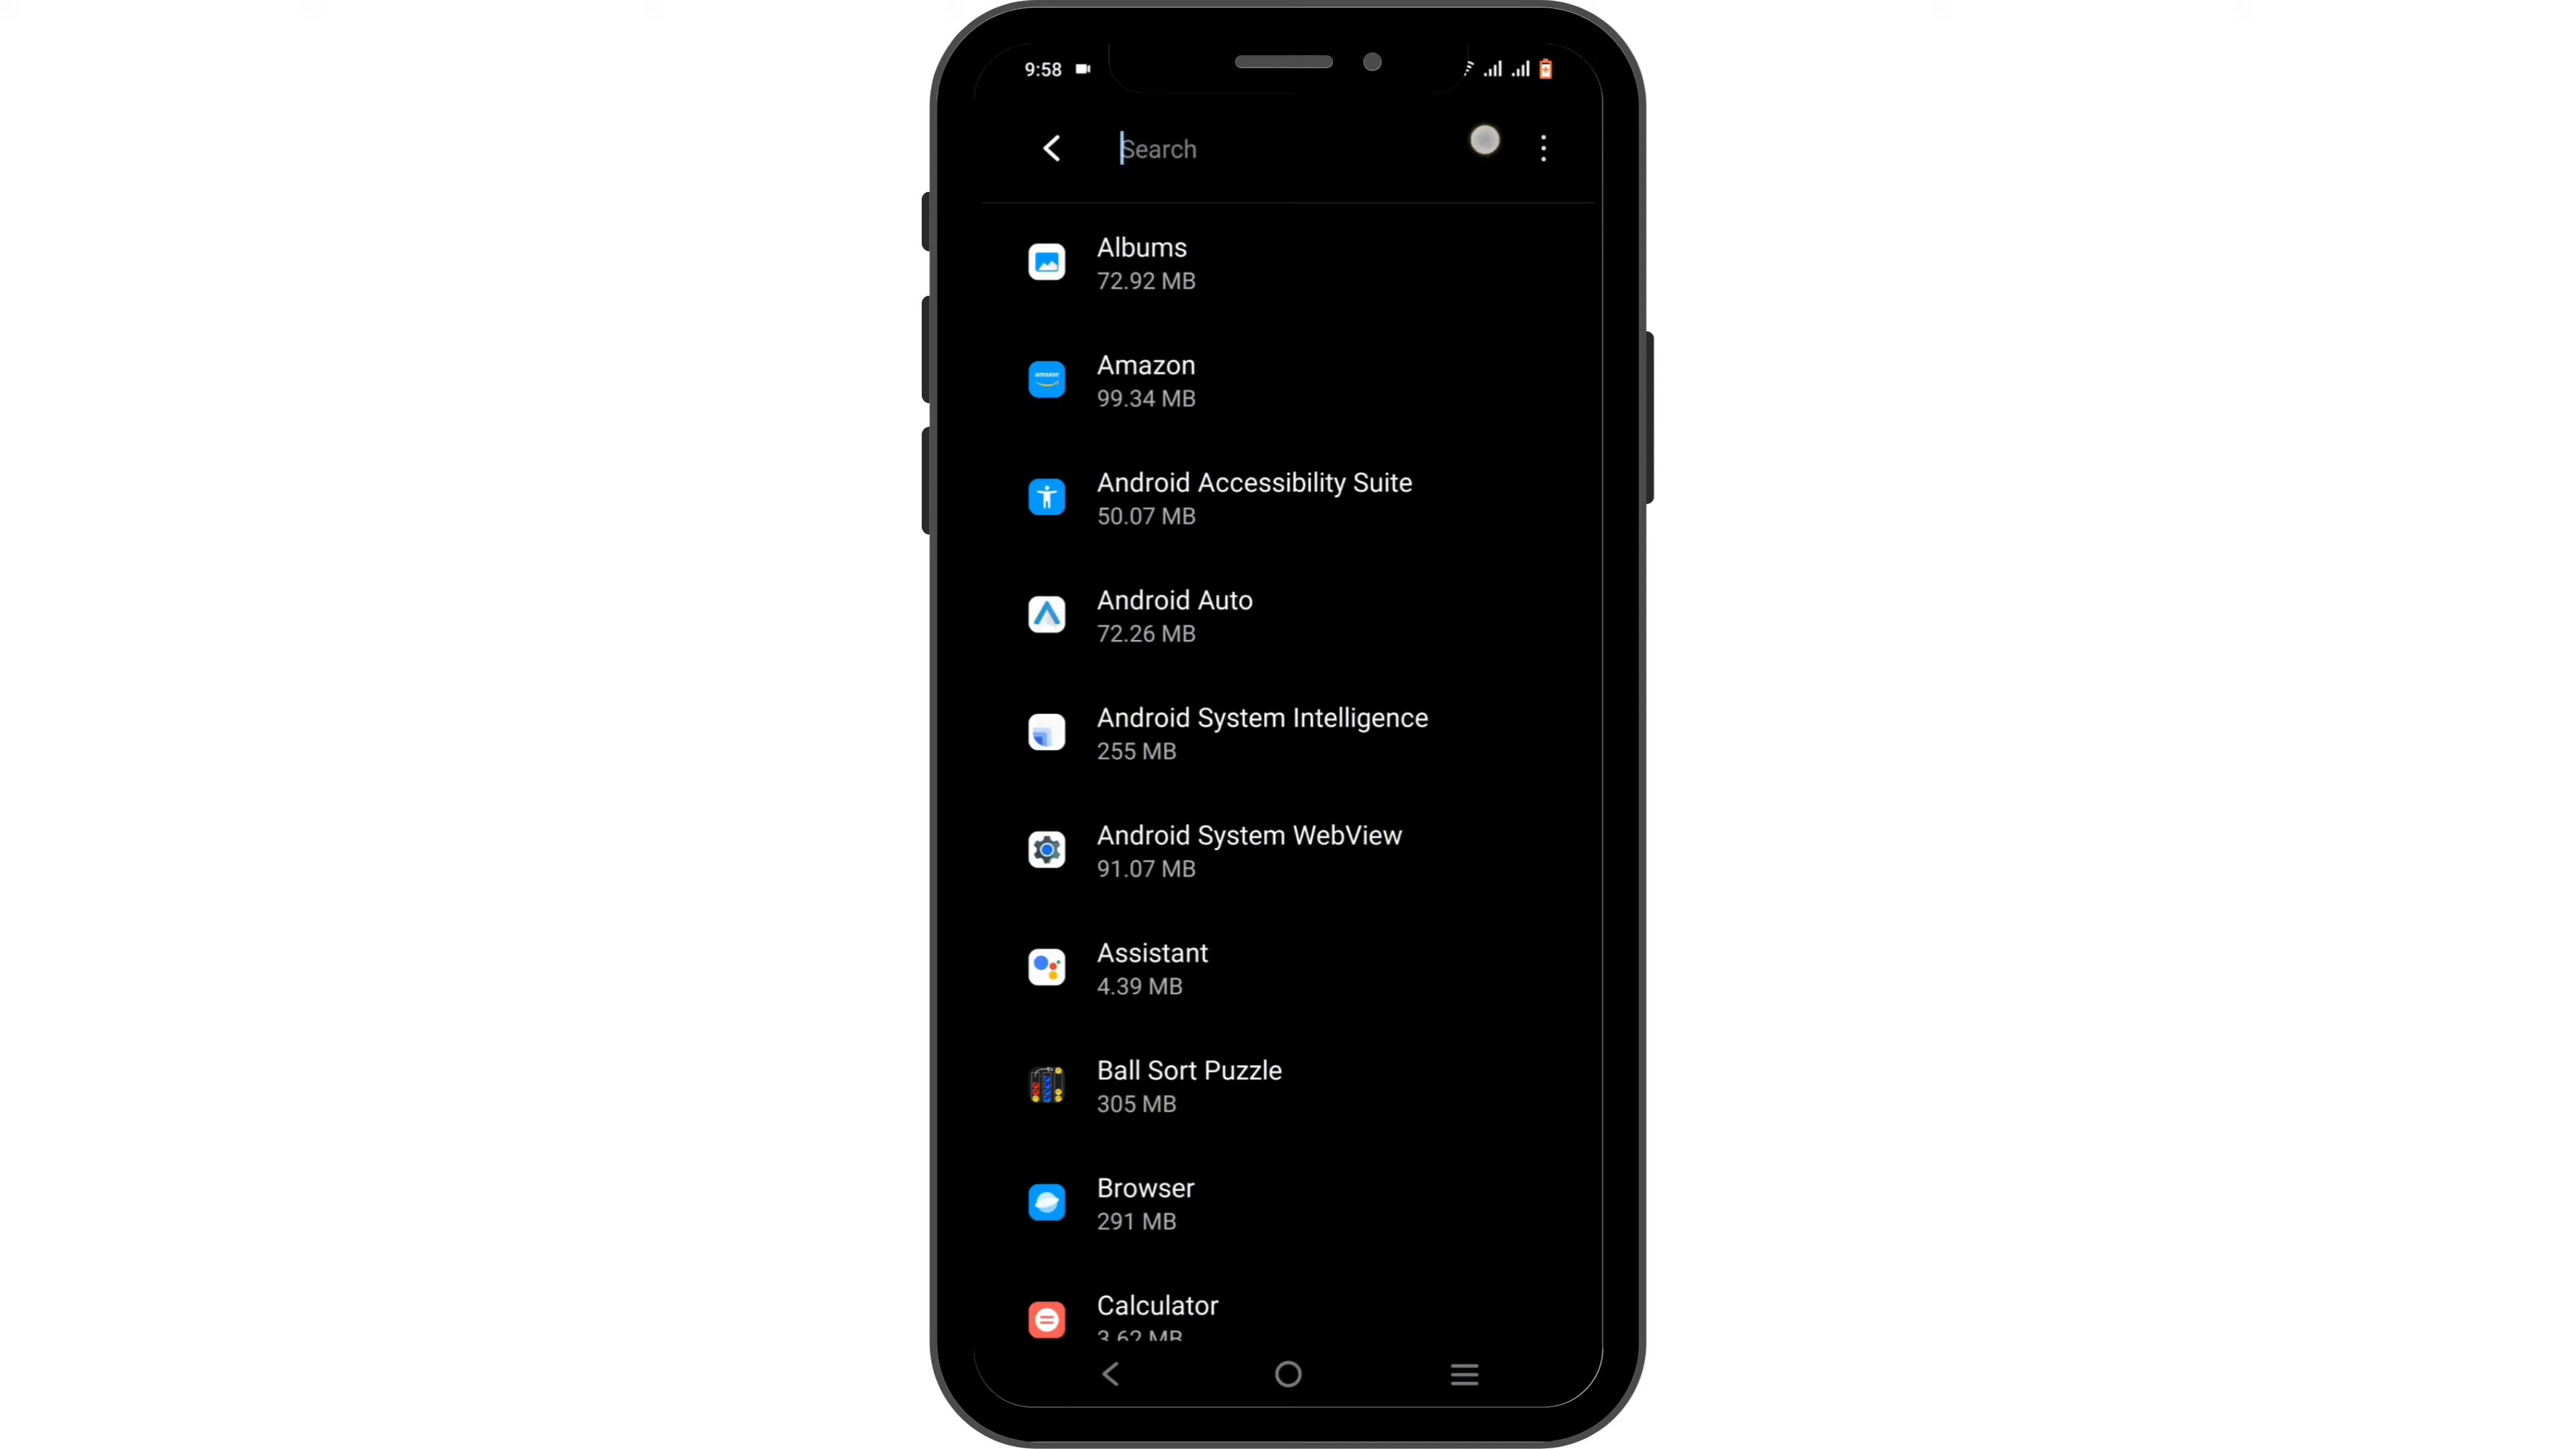 9:58
Search
Albums
72.92 MB
Amazon
99.34 MB
Android Accessibility Suite
50.07 MB
Android Auto
72.26 MB
Android System Intelligence
255 MB
Android System WebView
91.07 MB
Assistant
4.39 MB
Ball Sort Puzzle
305 MB
Browser
291 MB
Calculator
3.62 MB